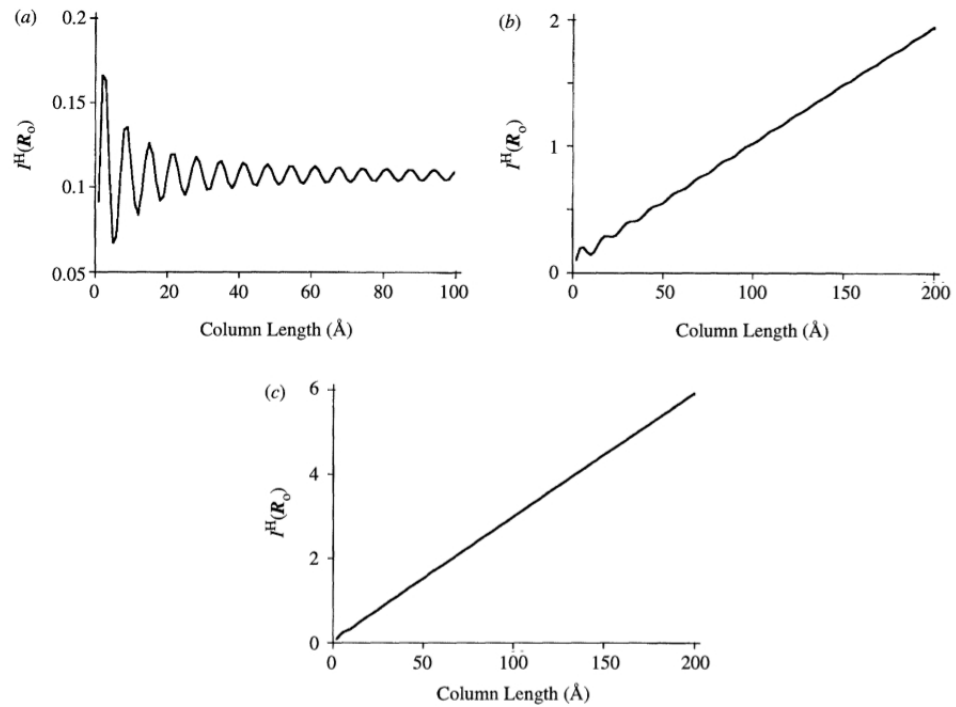 (a)
0.2
0.15
0.1
0.05
I^H(R_o)
0 20 40 60 80 100
Column Length (Å)
(b)
2
1
0
I^H(R_o)
0 50 100 150 200
Column Length (Å)
(c)
6
4
2
0
I^H(R_o)
0 50 100 150 200
Column Length (Å)